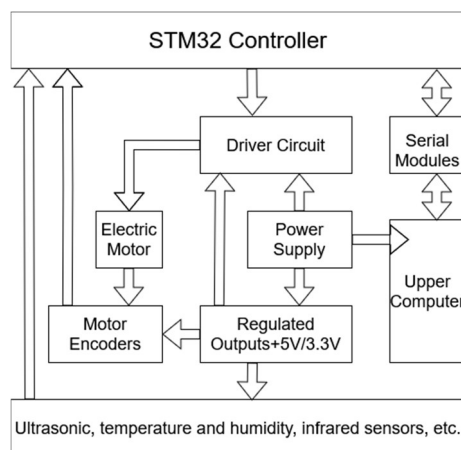 STM32 Controller
Driver Circuit
Serial
Modules
Electric
Motor
Power
Supply
Upper
Computer
Motor
Encoders
Regulated
Outputs+5V/3.3V
Ultrasonic, temperature and humidity, infrared sensors, etc.